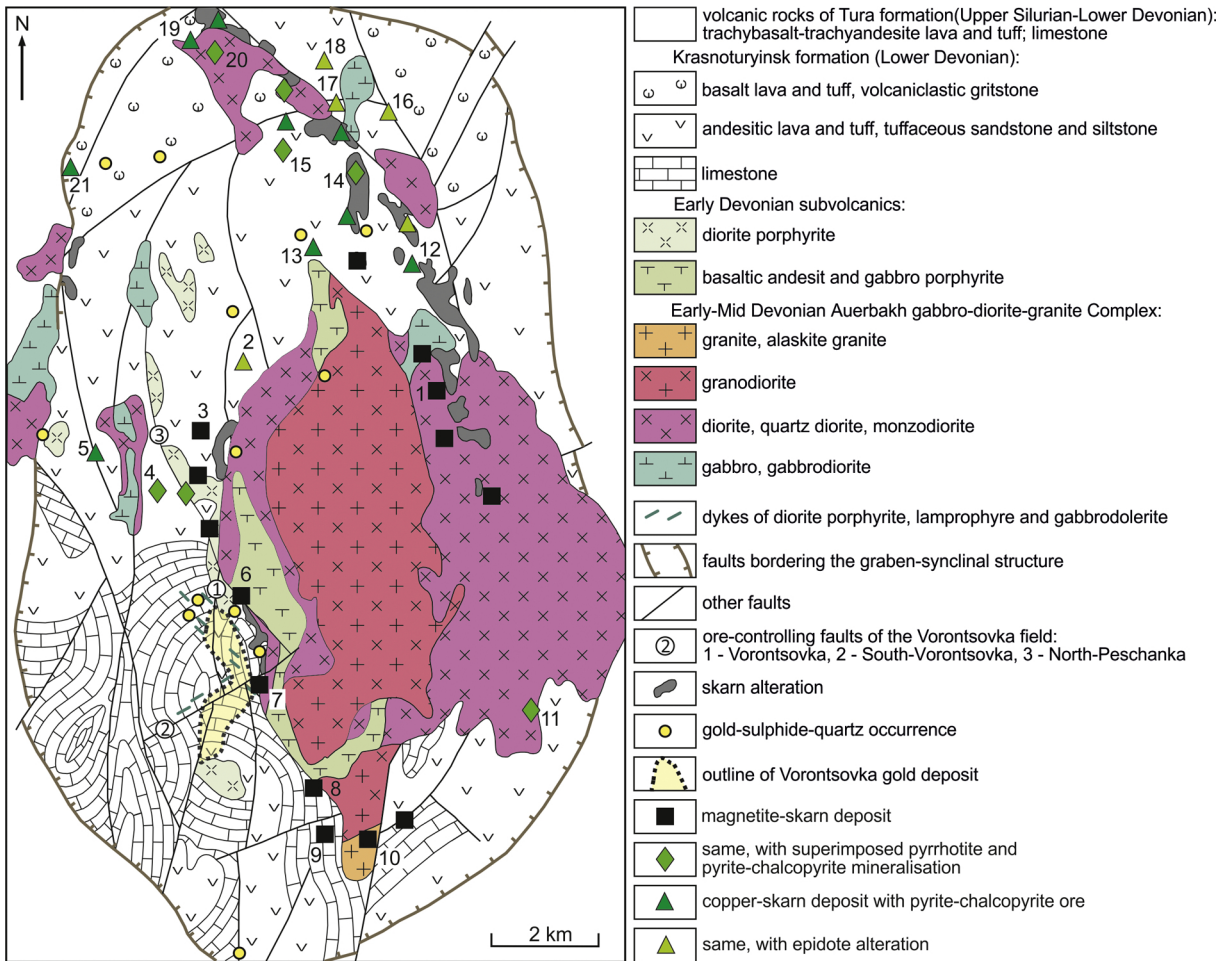 N
19
20
18
17
16
15
14
21
13
12
2
1
3
③
5
4
6
①
7
②
11
8
9
10
2 km
volcanic rocks of Tura formation(Upper Silurian-Lower Devonian):
trachybasalt-trachyandesite lava and tuff; limestone
Krasnoturyinsk formation (Lower Devonian):
basalt lava and tuff, volcaniclastic gritstone
andesitic lava and tuff, tuffaceous sandstone and siltstone
limestone
Early Devonian subvolcanics:
diorite porphyrite
basaltic andesit and gabbro porphyrite
Early-Mid Devonian Auerbakh gabbro-diorite-granite Complex:
granite, alaskite granite
granodiorite
diorite, quartz diorite, monzodiorite
gabbro, gabbrodiorite
dykes of diorite porphyrite, lamprophyre and gabbrodolerite
faults bordering the graben-synclinal structure
other faults
②
ore-controlling faults of the Vorontsovka field:
1 - Vorontsovka, 2 - South-Vorontsovka, 3 - North-Peschanka
skarn alteration
gold-sulphide-quartz occurrence
outline of Vorontsovka gold deposit
magnetite-skarn deposit
same, with superimposed pyrrhotite and
pyrite-chalcopyrite mineralisation
copper-skarn deposit with pyrite-chalcopyrite ore
same, with epidote alteration